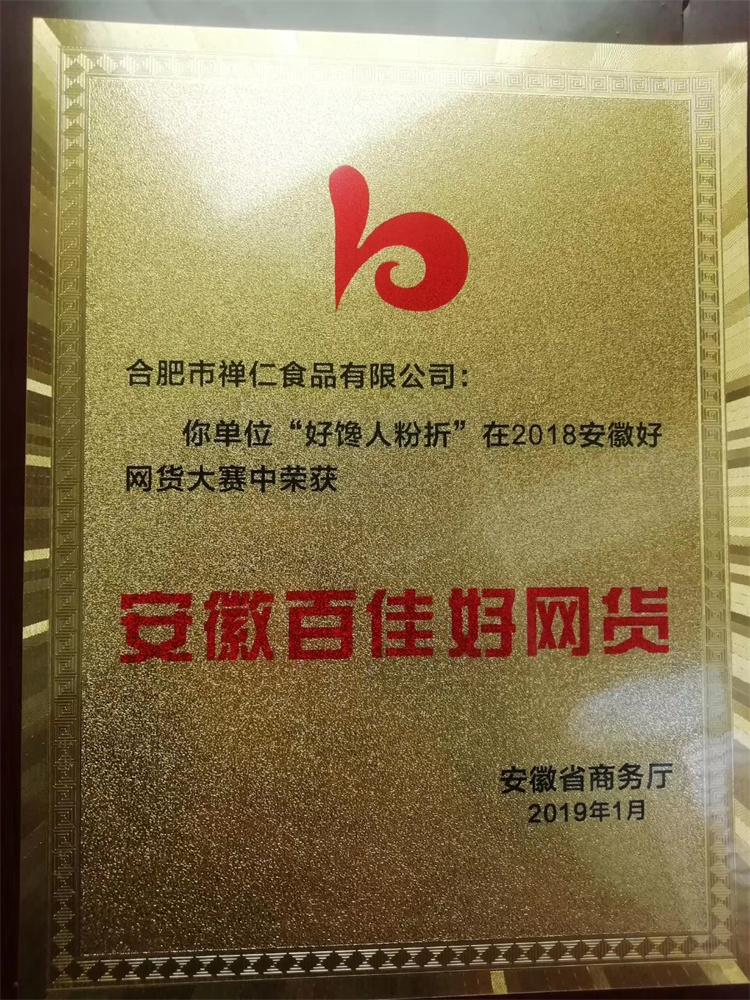 合肥市禅仁食品有限公司：
你单位“好馋人粉折”在2018安徽好
网货大赛中荣获
安徽百佳好网货
安徽省商务厅
2019年1月